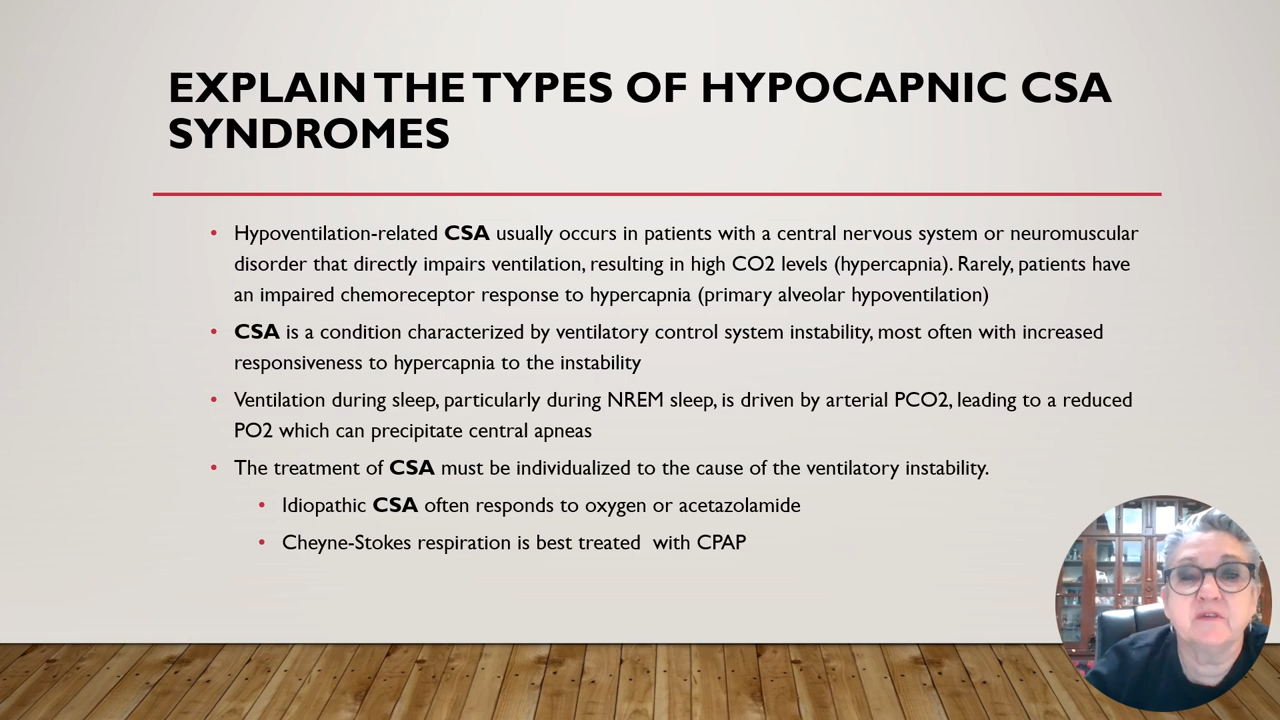 EXPLAIN THE TYPES OF HYPOCAPNIC CSA
SYNDROMES
• Hypoventilation-related CSA usually occurs in patients with a central nervous system or neuromuscular
disorder that directly impairs ventilation, resulting in high CO2 levels (hypercapnia). Rarely, patients have
an impaired chemoreceptor response to hypercapnia (primary alveolar hypoventilation)
• CSA is a condition characterized by ventilatory control system instability, most often with increased
responsiveness to hypercapnia to the instability
• Ventilation during sleep, particularly during NREM sleep, is driven by arterial PCO2, leading to a reduced
PO2 which can precipitate central apneas
• The treatment of CSA must be individualized to the cause of the ventilatory instability.
• Idiopathic CSA often responds to oxygen or acetazolamide
• Cheyne-Stokes respiration is best treated  with CPAP